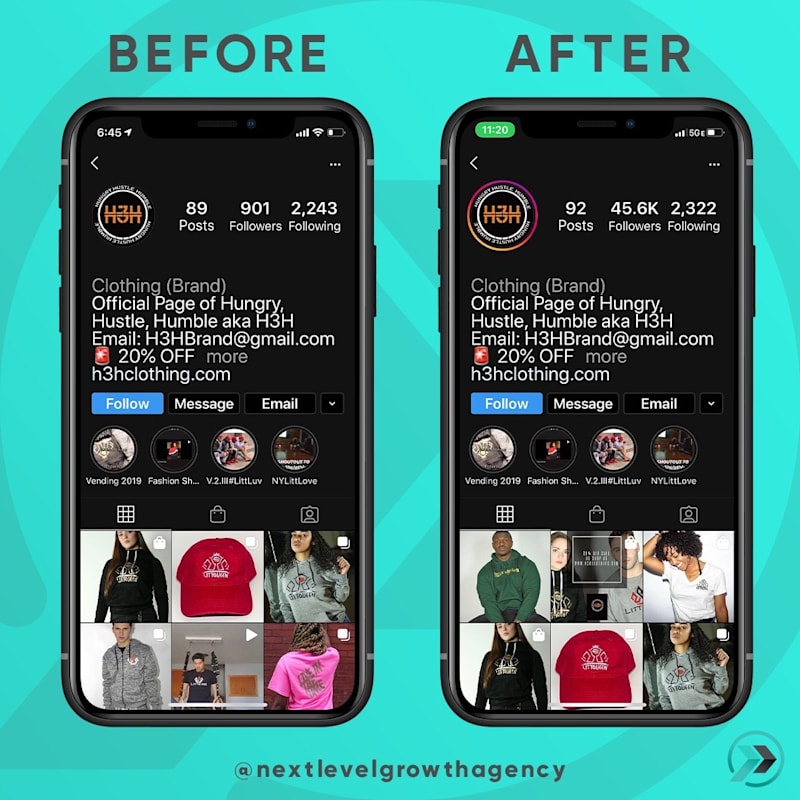 BEFORE
AFTER
6:45
89
901
2,243
Posts
Followers
Following
HUNGRY HUSTLE HUMBLE
H3H
Clothing (Brand)
Official Page of Hungry,
Hustle, Humble aka H3H
Email: H3HBrand@gmail.com
🚨 20% OFF more
h3hclothing.com
Follow
Message
Email
Vending 2019
Fashion Sh...
V.2.III#LittLuv
NYLittLove
11:20
5GE
92
45.6K
2,322
Posts
Followers
Following
HUNGRY HUSTLE HUMBLE
H3H
Clothing (Brand)
Official Page of Hungry,
Hustle, Humble aka H3H
Email: H3HBrand@gmail.com
🚨 20% OFF more
h3hclothing.com
Follow
Message
Email
Vending 2019
Fashion Sh...
V.2.III#LittLuv
NYLittLove
@nextlevelgrowthagency